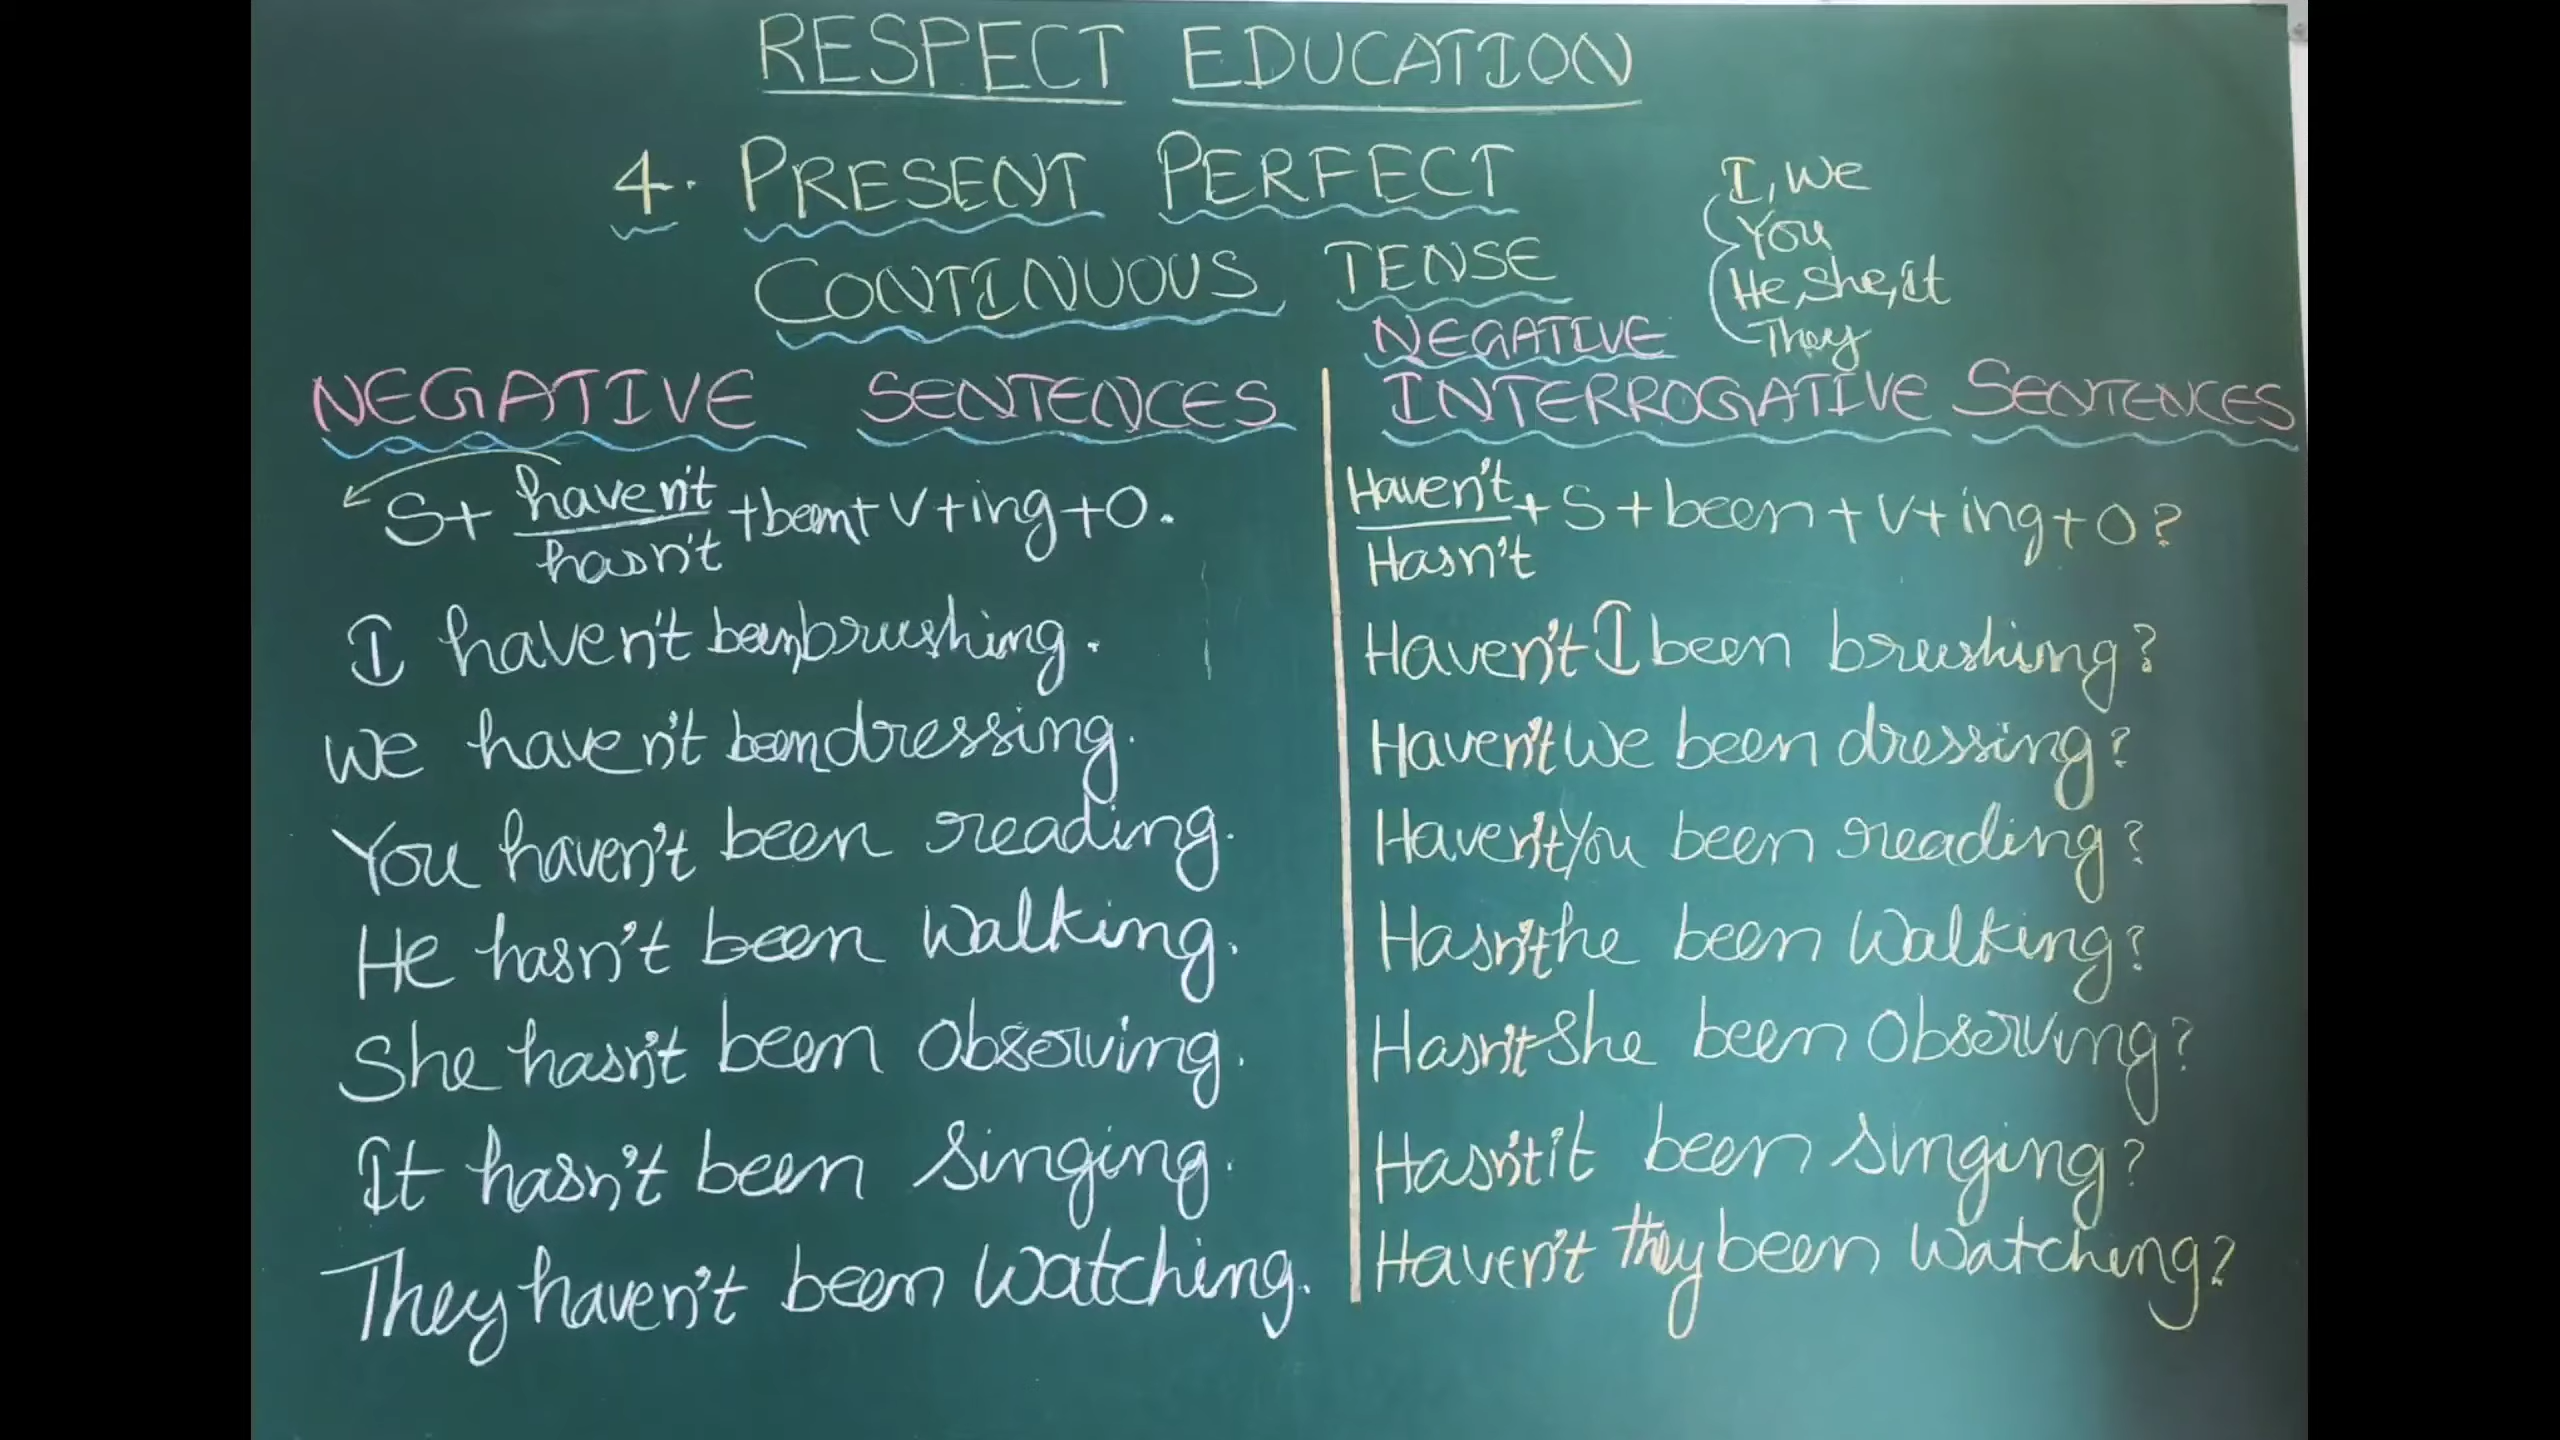 RESPECT EDUCATION
4. PRESENT PERFECT
CONTINUOUS TENSE
I, We
You
He, She, it
They
NEGATIVE SENTENCES
S + haven't / hasn't + been + V + ing + O.
I haven't been brushing.
We haven't been dressing.
You haven't been reading.
He hasn't been walking.
She hasn't been observing.
It hasn't been singing.
They haven't been watching.
NEGATIVE
INTERROGATIVE SENTENCES
Haven't / Hasn't + S + been + V + ing + O?
Haven't I been brushing?
Haven't We been dressing?
Haven't You been reading?
Hasn't he been walking?
Hasn't She been observing?
Hasn't it been singing?
Haven't they been watching?